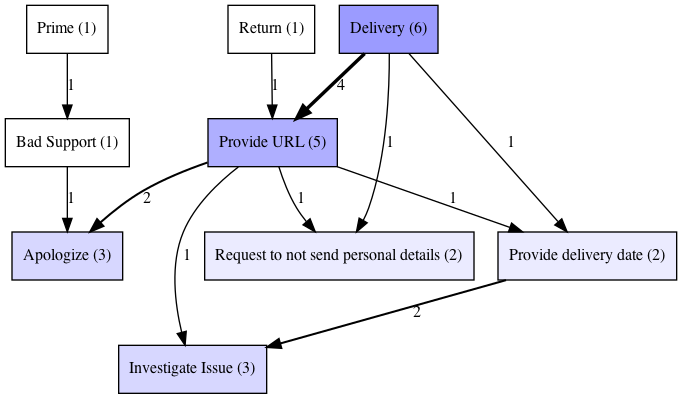 Prime (1)
Return (1)
Delivery (6)
1
1
4
Bad Support (1)
Provide URL (5)
1
1
1
2
1
1
Apologize (3)
Request to not send personal details (2)
Provide delivery date (2)
1
2
Investigate Issue (3)